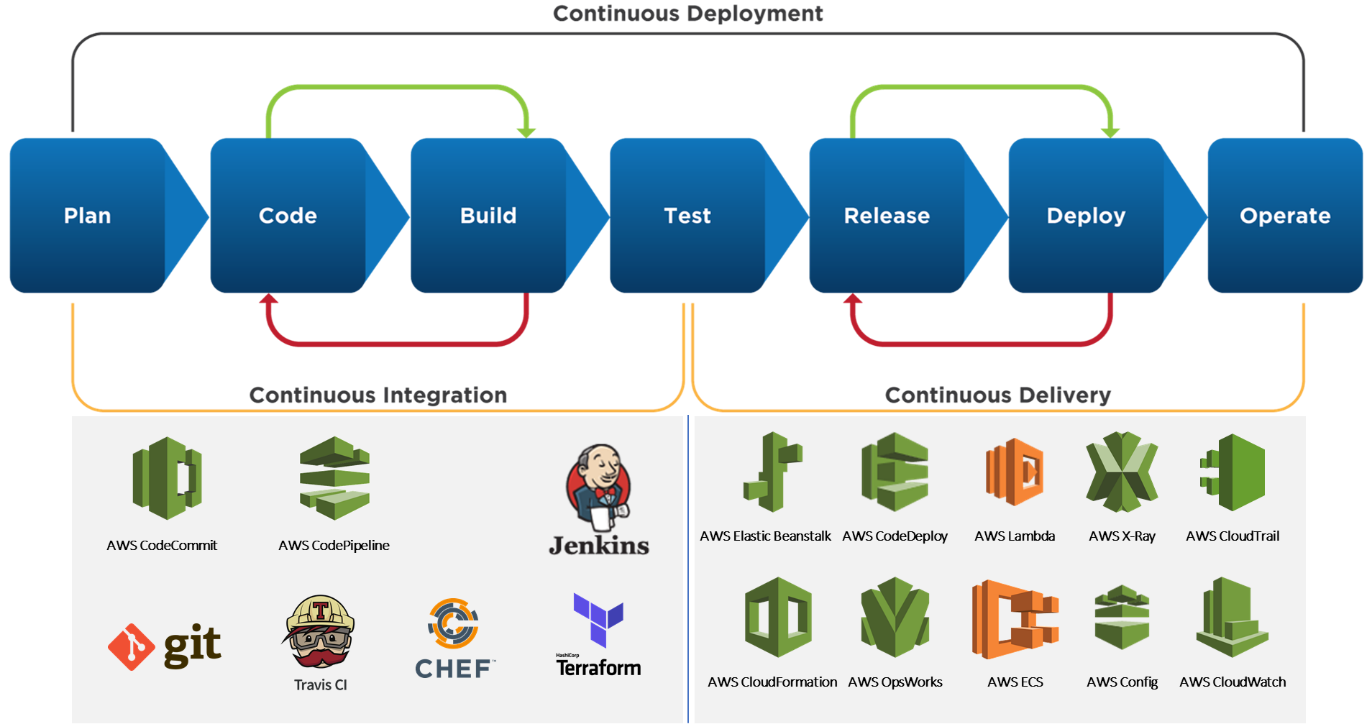 Continuous Deployment
Plan
Code
Build
Test
Release
Deploy
Operate
Continuous Integration
Continuous Delivery
AWS CodeCommit
AWS CodePipeline
Jenkins
git
T
Travis CI
CHEF™
HashiCorp
Terraform
AWS Elastic Beanstalk
AWS CodeDeploy
AWS Lambda
AWS X-Ray
AWS CloudTrail
AWS CloudFormation
AWS OpsWorks
AWS ECS
AWS Config
AWS CloudWatch